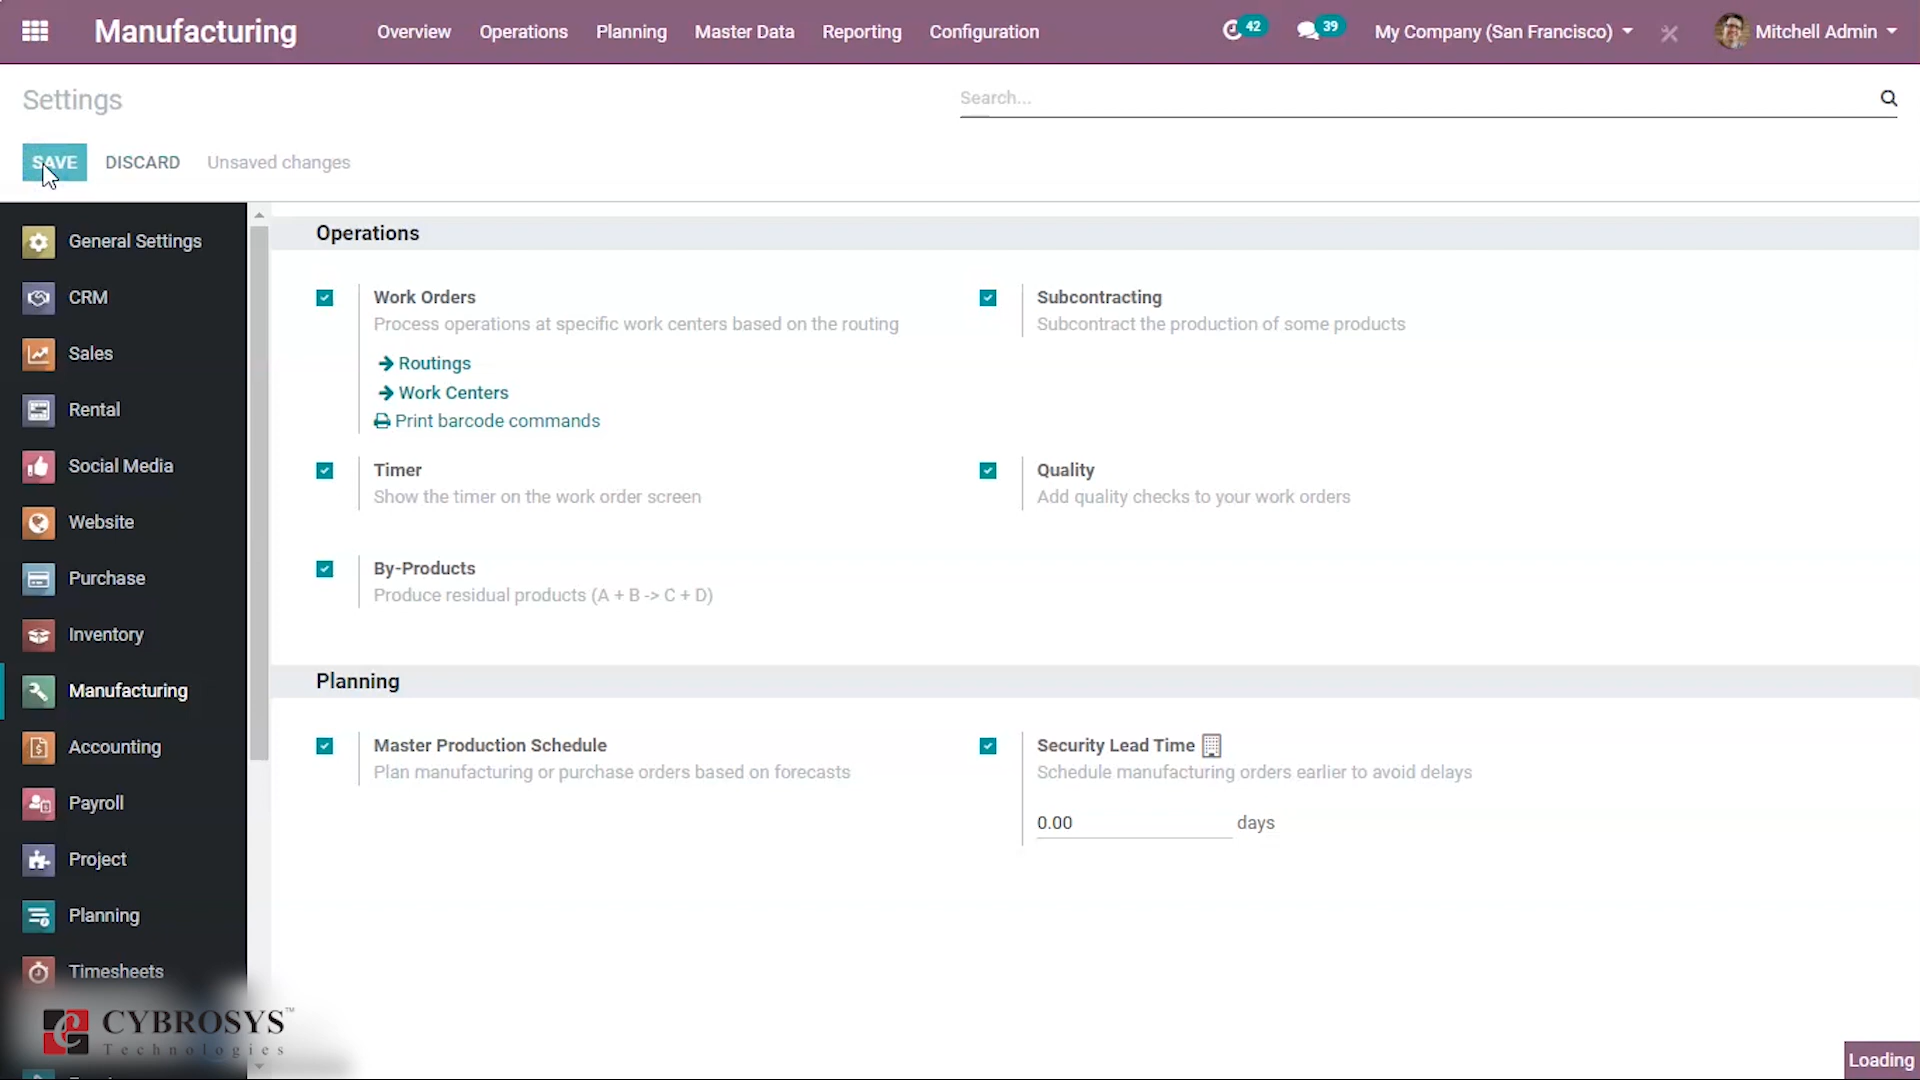 Manufacturing
Overview
Operations
Planning
Master Data
Reporting
Configuration
42
39
My Company (San Francisco)
Mitchell Admin
Settings
Search...
SAVE
DISCARD
Unsaved changes
General Settings
CRM
Sales
Rental
Social Media
Website
Purchase
Inventory
Manufacturing
Accounting
Payroll
Project
Planning
Timesheets
Operations
Work Orders
Process operations at specific work centers based on the routing
Routings
Work Centers
Print barcode commands
Subcontracting
Subcontract the production of some products
Timer
Show the timer on the work order screen
Quality
Add quality checks to your work orders
By-Products
Produce residual products (A + B -> C + D)
Planning
Master Production Schedule
Plan manufacturing or purchase orders based on forecasts
Security Lead Time
Schedule manufacturing orders earlier to avoid delays
0.00 days
CYBROSYS™
Technologies
Loading